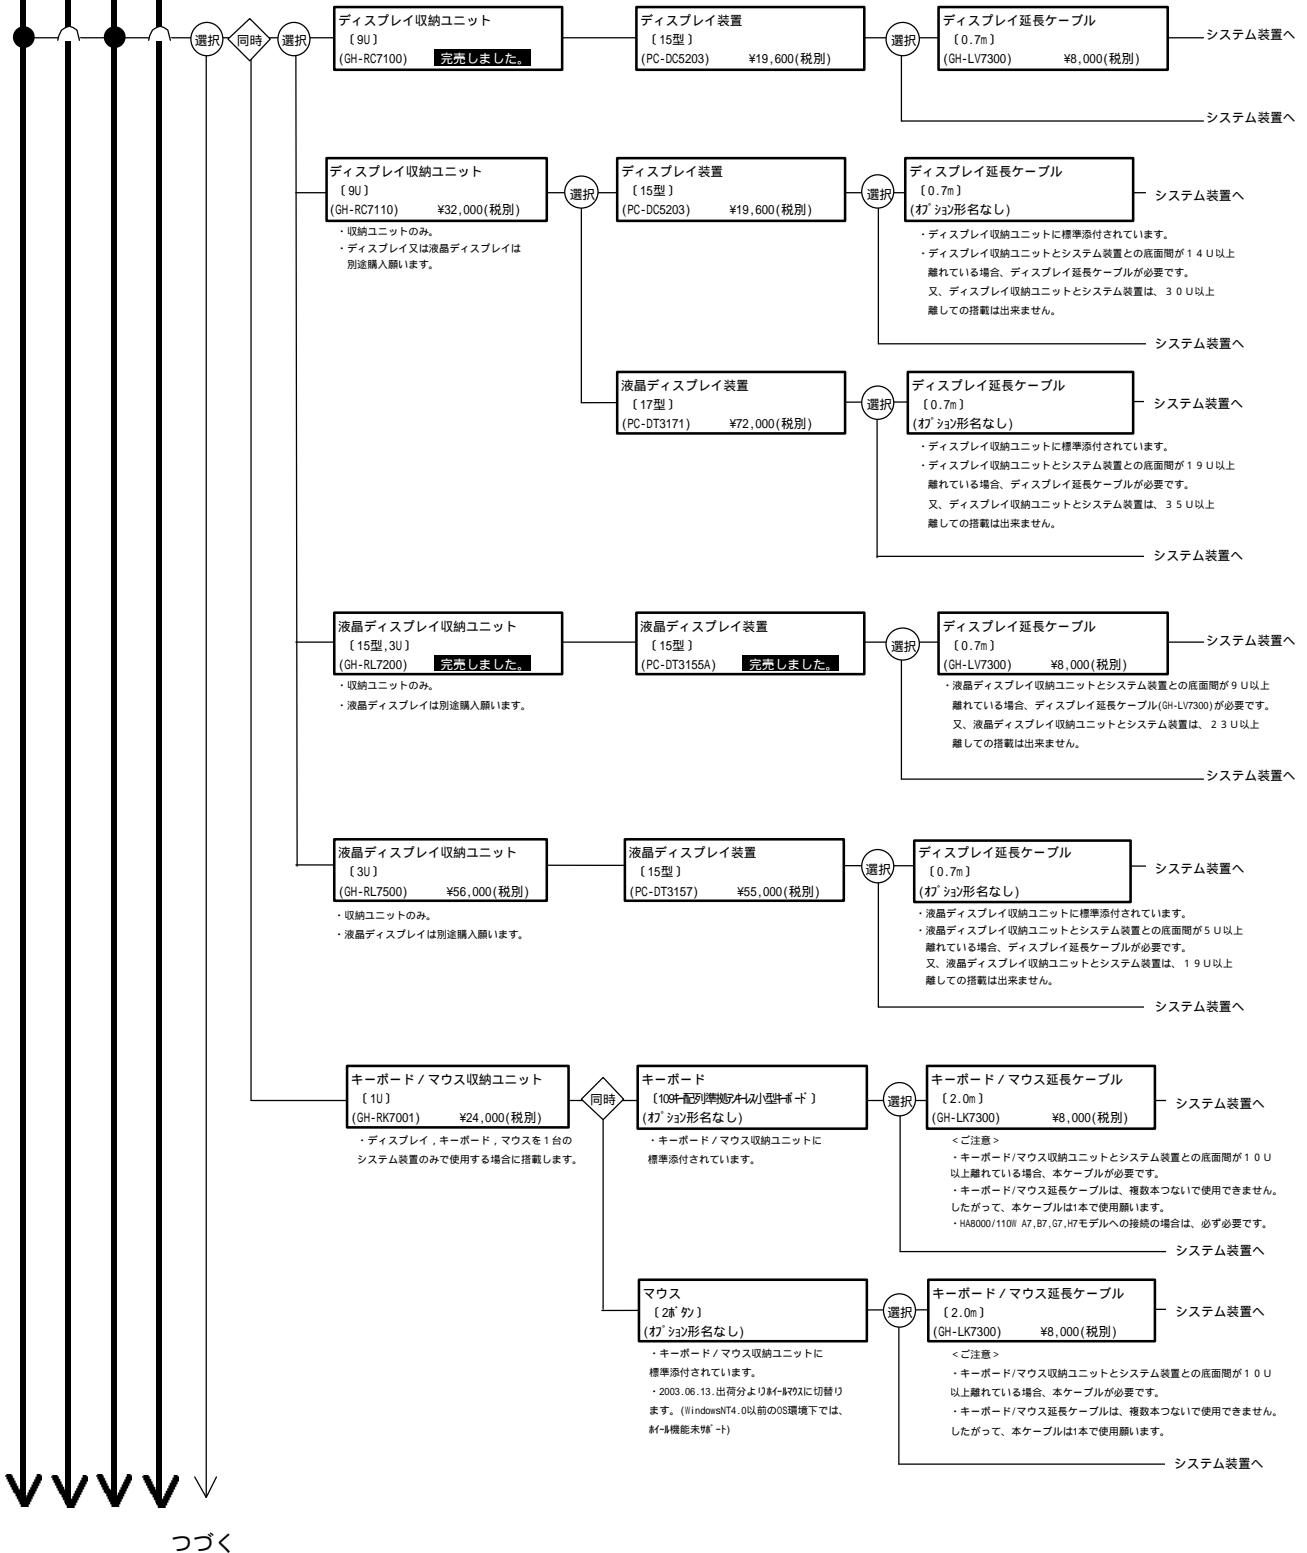 選択
同時
選択
ディスプレイ収納ユニット
〔9U〕
(GH-RC7100) 完売しました。
ディスプレイ装置
〔15型〕
(PC-DC5203) ¥19,600(税別)
選択
ディスプレイ延長ケーブル
〔0.7m〕
(GH-LV7300) ¥8,000(税別)
システム装置へ
システム装置へ
ディスプレイ収納ユニット
〔9U〕
(GH-RC7110) ¥32,000(税別)
・収納ユニットのみ。
・ディスプレイ又は液晶ディスプレイは
別途購入願います。
選択
ディスプレイ装置
〔15型〕
(PC-DC5203) ¥19,600(税別)
選択
ディスプレイ延長ケーブル
〔0.7m〕
(ｵﾌﾟｼｮﾝ形名なし)
システム装置へ
・ディスプレイ収納ユニットに標準添付されています。
・ディスプレイ収納ユニットとシステム装置との底面間が１４Ｕ以上
離れている場合、ディスプレイ延長ケーブルが必要です。
又、ディスプレイ収納ユニットとシステム装置は、３０Ｕ以上
離しての搭載は出来ません。
システム装置へ
液晶ディスプレイ装置
〔17型〕
(PC-DT3171) ¥72,000(税別)
選択
ディスプレイ延長ケーブル
〔0.7m〕
(ｵﾌﾟｼｮﾝ形名なし)
システム装置へ
・ディスプレイ収納ユニットに標準添付されています。
・ディスプレイ収納ユニットとシステム装置との底面間が１９Ｕ以上
離れている場合、ディスプレイ延長ケーブルが必要です。
又、ディスプレイ収納ユニットとシステム装置は、３５Ｕ以上
離しての搭載は出来ません。
システム装置へ
液晶ディスプレイ収納ユニット
〔15型,3U〕
(GH-RL7200) 完売しました。
・収納ユニットのみ。
・液晶ディスプレイは別途購入願います。
液晶ディスプレイ装置
〔15型〕
(PC-DT3155A) 完売しました。
選択
ディスプレイ延長ケーブル
〔0.7m〕
(GH-LV7300) ¥8,000(税別)
システム装置へ
・液晶ディスプレイ収納ユニットとシステム装置との底面間が９Ｕ以上
離れている場合、ディスプレイ延長ケーブル(GH-LV7300)が必要です。
又、液晶ディスプレイ収納ユニットとシステム装置は、２３Ｕ以上
離しての搭載は出来ません。
システム装置へ
液晶ディスプレイ収納ユニット
〔3U〕
(GH-RL7500) ¥56,000(税別)
・収納ユニットのみ。
・液晶ディスプレイは別途購入願います。
液晶ディスプレイ装置
〔15型〕
(PC-DT3157) ¥55,000(税別)
選択
ディスプレイ延長ケーブル
〔0.7m〕
(ｵﾌﾟｼｮﾝ形名なし)
システム装置へ
・液晶ディスプレイ収納ユニットに標準添付されています。
・液晶ディスプレイ収納ユニットとシステム装置との底面間が５Ｕ以上
離れている場合、ディスプレイ延長ケーブルが必要です。
又、液晶ディスプレイ収納ユニットとシステム装置は、１９Ｕ以上
離しての搭載は出来ません。
システム装置へ
キーボード / マウス収納ユニット
〔1U〕
(GH-RK7001) ¥24,000(税別)
・ディスプレイ , キーボード , マウスを１台の
システム装置のみで使用する場合に搭載します。
同時
キーボード
〔109ｷｰ配列準拠ﾃﾝｷｰﾚｽ小型ｷｰﾎﾞｰﾄﾞ〕
(ｵﾌﾟｼｮﾝ形名なし)
・キーボード / マウス収納ユニットに
標準添付されています。
選択
キーボード / マウス延長ケーブル
〔2.0m〕
(GH-LK7300) ¥8,000(税別)
システム装置へ
<ご注意>
・キーボード/マウス収納ユニットとシステム装置との底面間が１０Ｕ
以上離れている場合、本ケーブルが必要です。
・キーボード/マウス延長ケーブルは、複数本つないで使用できません。
したがって、本ケーブルは1本で使用願います。
・HA8000/110W A7,B7,G7,H7モデルへの接続の場合は、必ず必要です。
システム装置へ
マウス
〔2ﾎﾞﾀﾝ〕
(ｵﾌﾟｼｮﾝ形名なし)
・キーボード / マウス収納ユニットに
標準添付されています。
・2003.06.13.出荷分よりﾎｲｰﾙﾏｳｽに切替り
ます。(WindowsNT4.0以前のOS環境下では、
ﾎｲｰﾙ機能未ｻﾎﾟｰﾄ)
選択
キーボード / マウス延長ケーブル
〔2.0m〕
(GH-LK7300) ¥8,000(税別)
システム装置へ
<ご注意>
・キーボード/マウス収納ユニットとシステム装置との底面間が１０Ｕ
以上離れている場合、本ケーブルが必要です。
・キーボード/マウス延長ケーブルは、複数本つないで使用できません。
したがって、本ケーブルは1本で使用願います。
システム装置へ
つづく